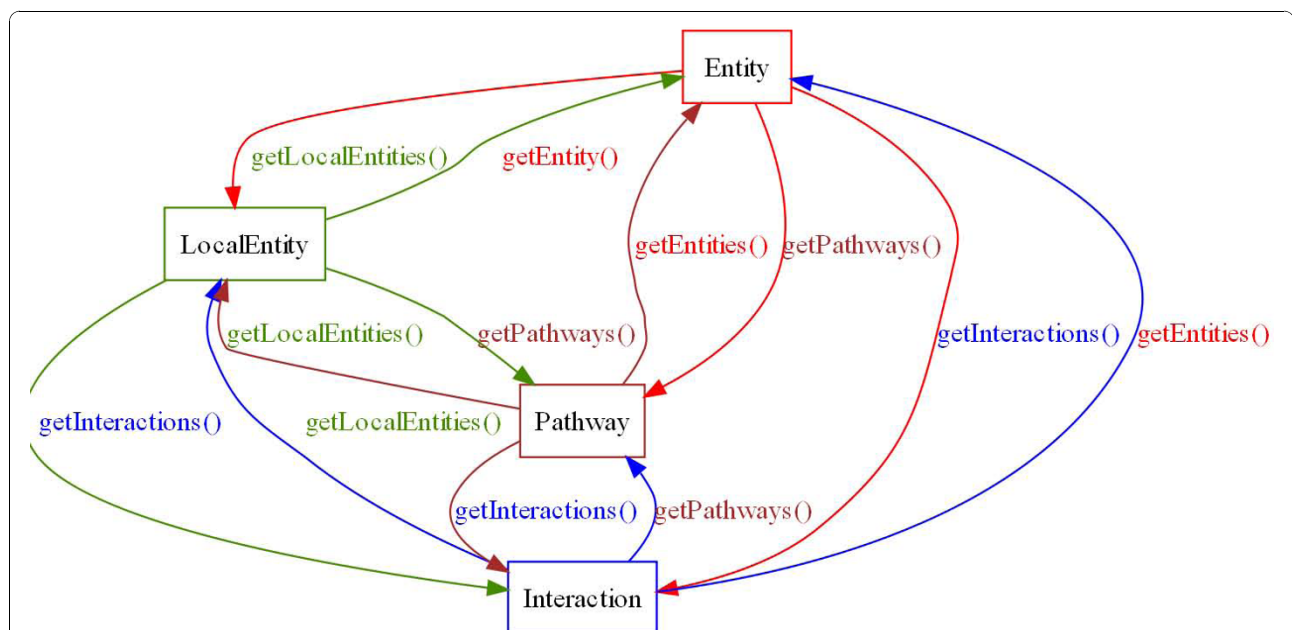 Entity
getLocalEntities()
getEntity()
LocalEntity
getEntities()
getPathways()
getLocalEntities()
getPathways()
getInteractions()
getEntities()
getInteractions()
getLocalEntities()
Pathway
getInteractions()
getPathways()
Interaction